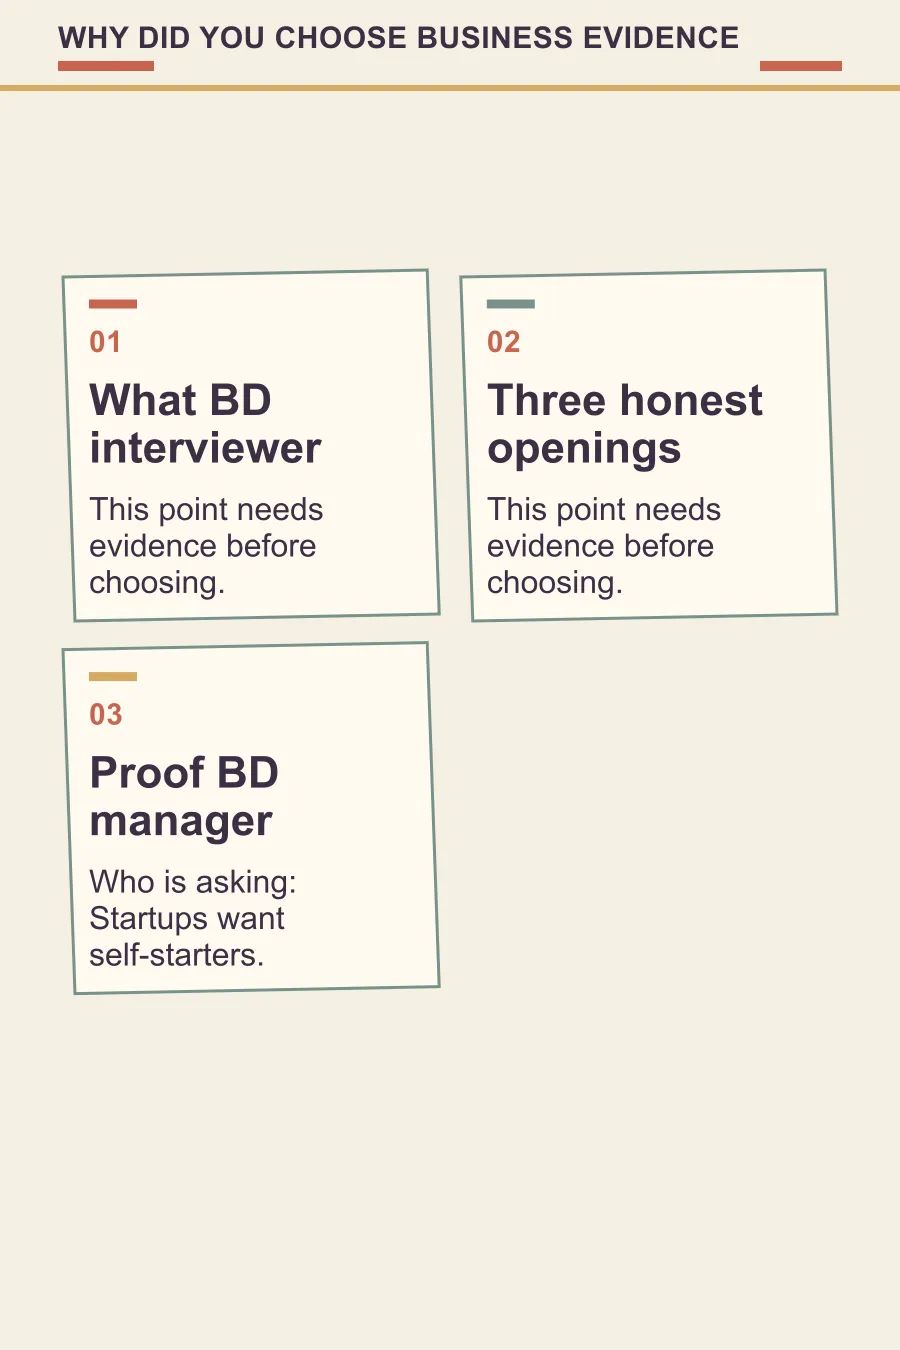 WHY DID YOU CHOOSE BUSINESS EVIDENCE
01
What BD
interviewer
This point needs
evidence before
choosing.
02
Three honest
openings
This point needs
evidence before
choosing.
03
Proof BD
manager
Who is asking:
Startups want
self-starters.